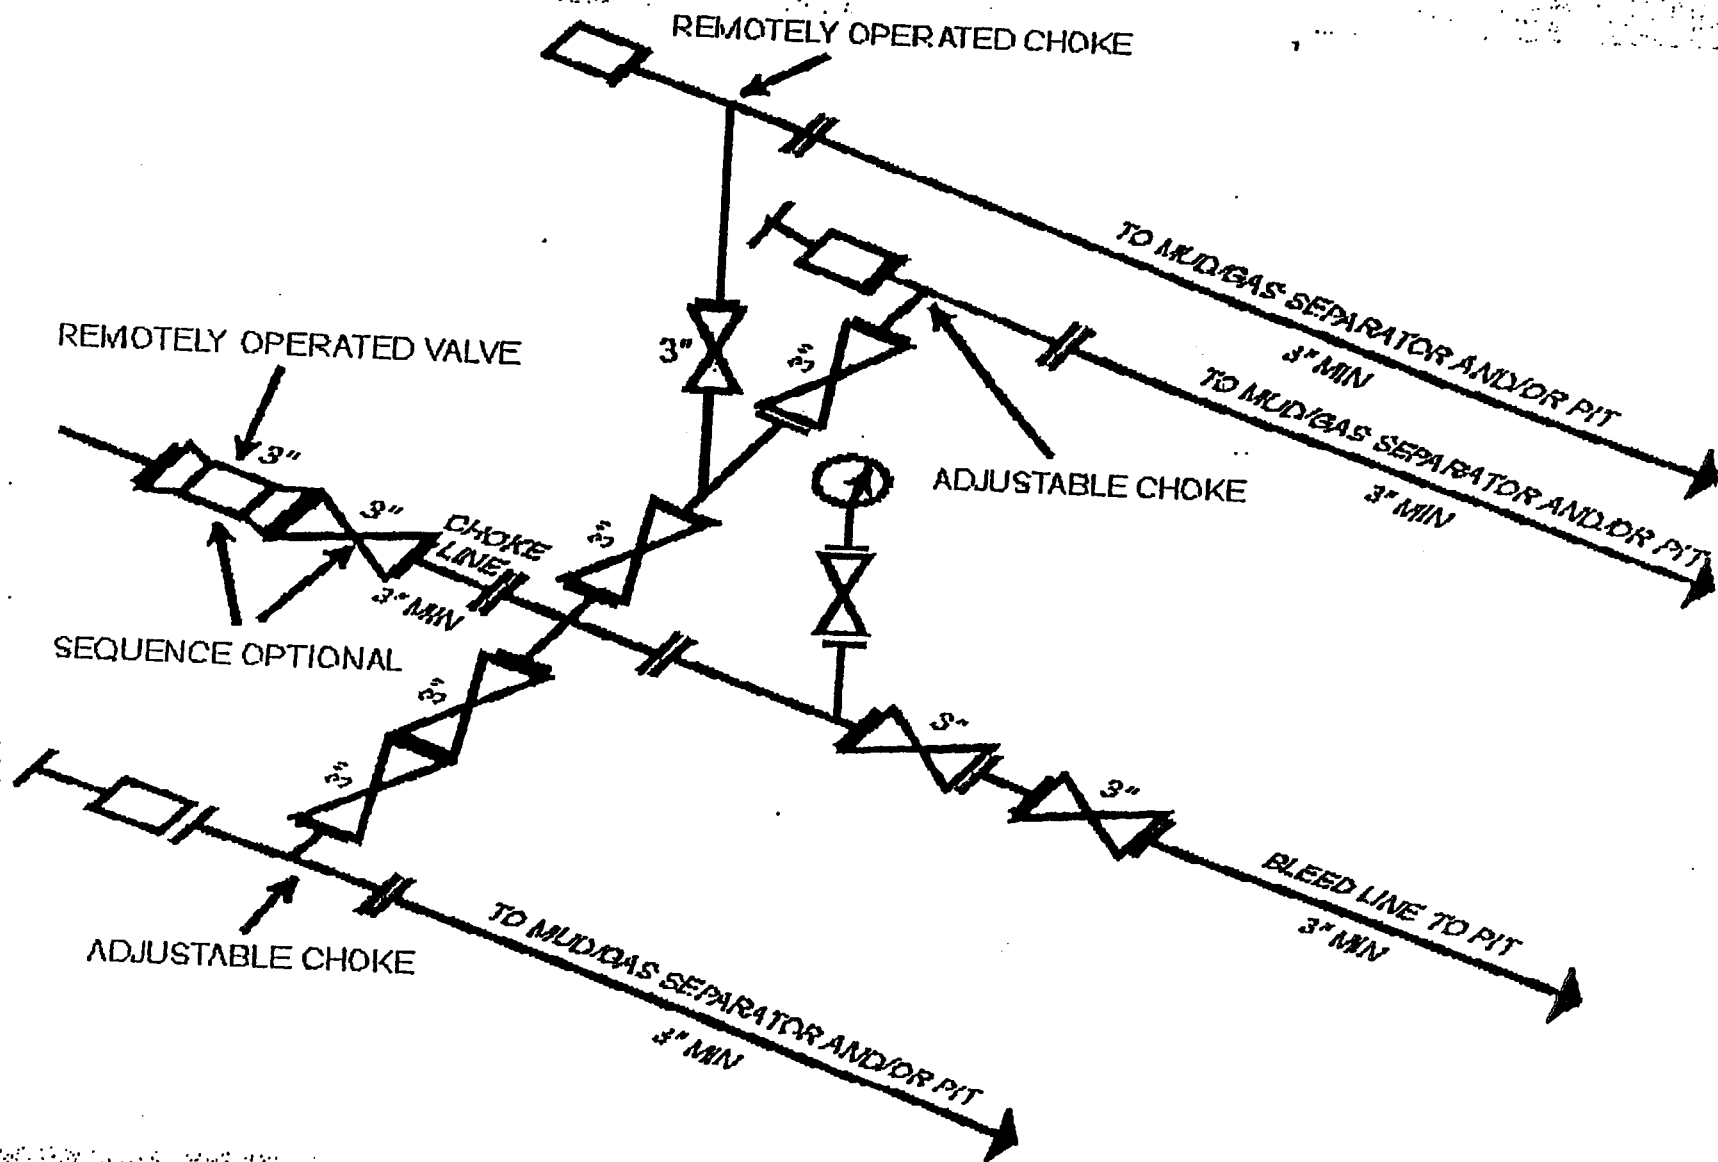 REMOTELY OPERATED CHOKE
TO MUD/GAS SEPARATOR AND/OR PIT
3" MIN
REMOTELY OPERATED VALVE
3"
3"
TO MUD/GAS SEPARATOR AND/OR PIT
3" MIN
ADJUSTABLE CHOKE
3"
3"
CHOKE
LINE
3" MIN
3"
SEQUENCE OPTIONAL
3"
3"
3"
3"
BLEED LINE TO PIT
3" MIN
ADJUSTABLE CHOKE
TO MUD/GAS SEPARATOR AND/OR PIT
3" MIN